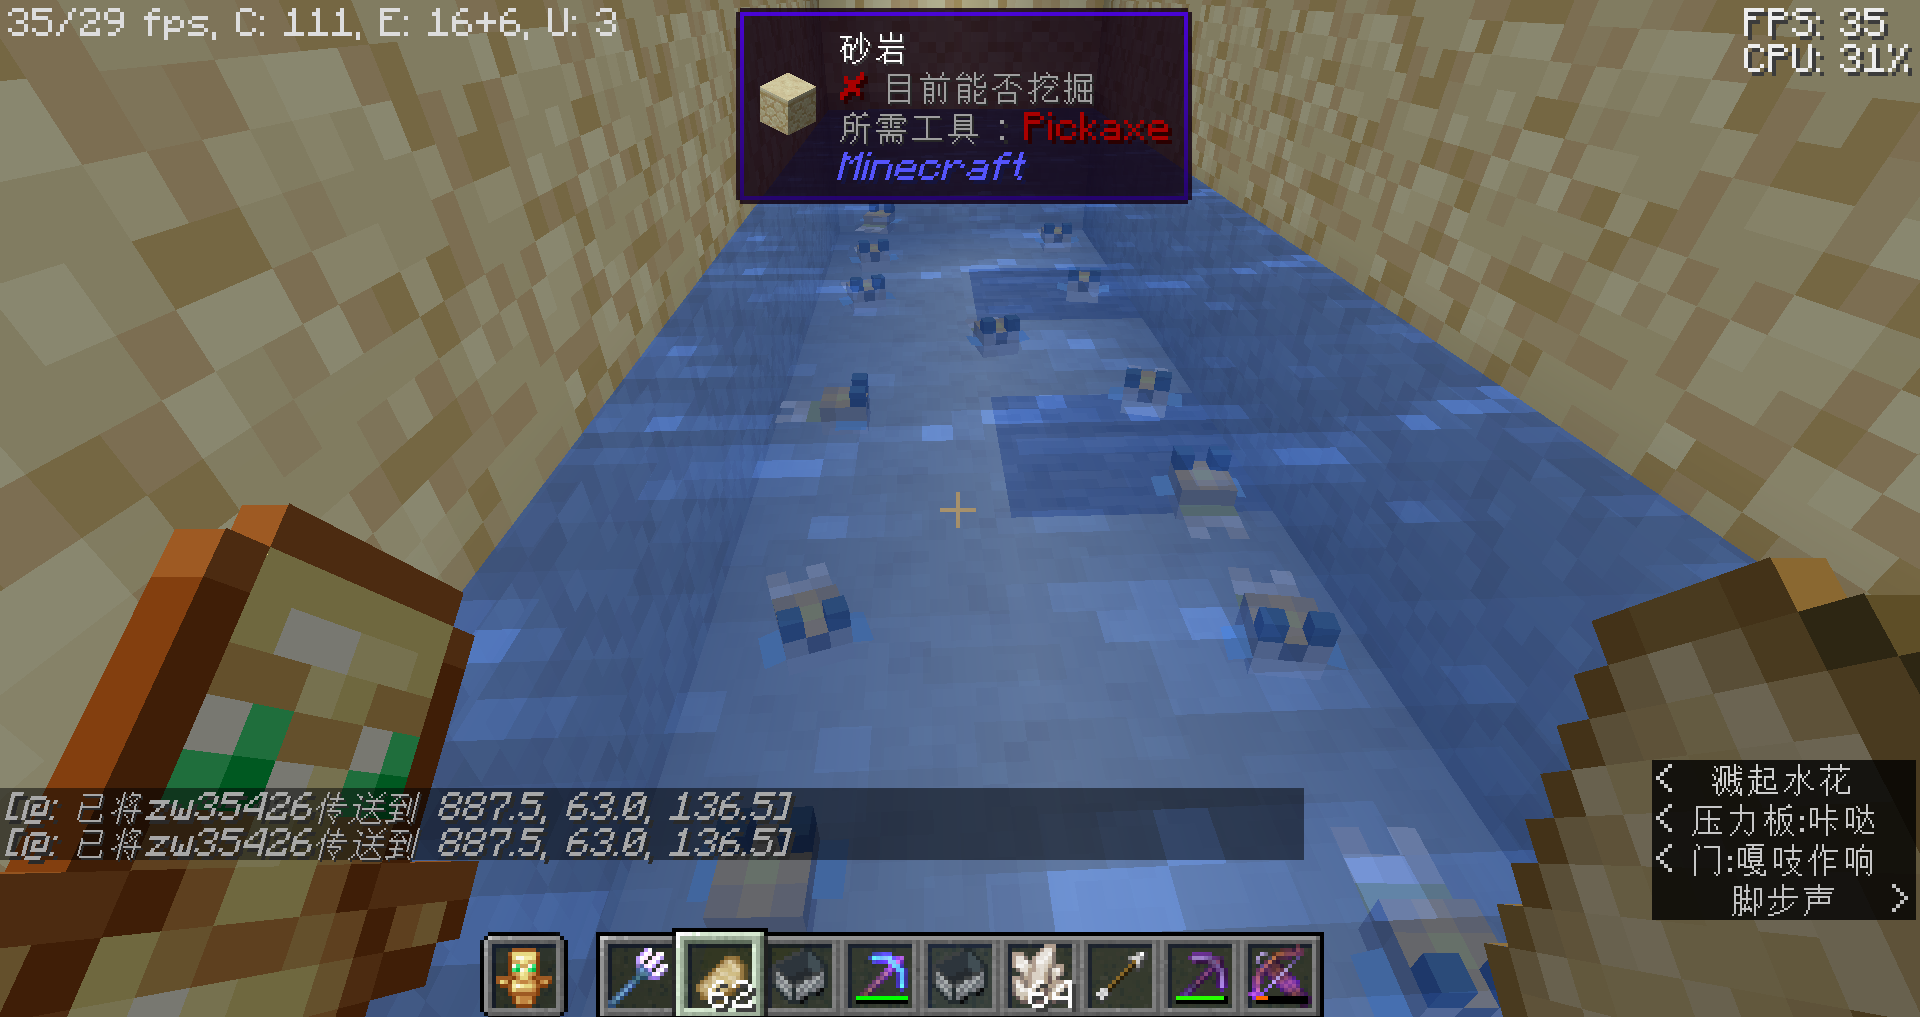 35/29 fps, C: 111, E: 16+6, U: 3
砂岩
✘ 目前能否挖掘
所需工具 : Pickaxe
Minecraft
FPS: 35
CPU: 31%
[@: 已将zw35426传送到 887.5, 63.0, 136.5]
[@: 已将zw35426传送到 887.5, 63.0, 136.5]
< 溅起水花
< 压力板:咔哒
< 门:嘎吱作响
脚步声 >
62
64